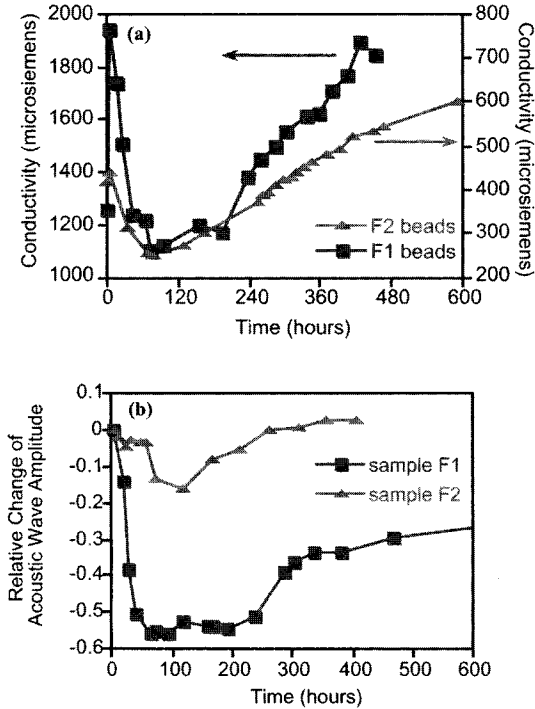 (a)
Conductivity (microsiemens)
2000
1800
1600
1400
1200
1000
800
700
600
500
400
300
200
Conductivity (microsiemens)
F2 beads
F1 beads
0 120 240 360 480 600
Time (hours)
(b)
Relative Change of
Acoustic Wave Amplitude
0.1
0
-0.1
-0.2
-0.3
-0.4
-0.5
-0.6
sample F1
sample F2
0 100 200 300 400 500 600
Time (hours)